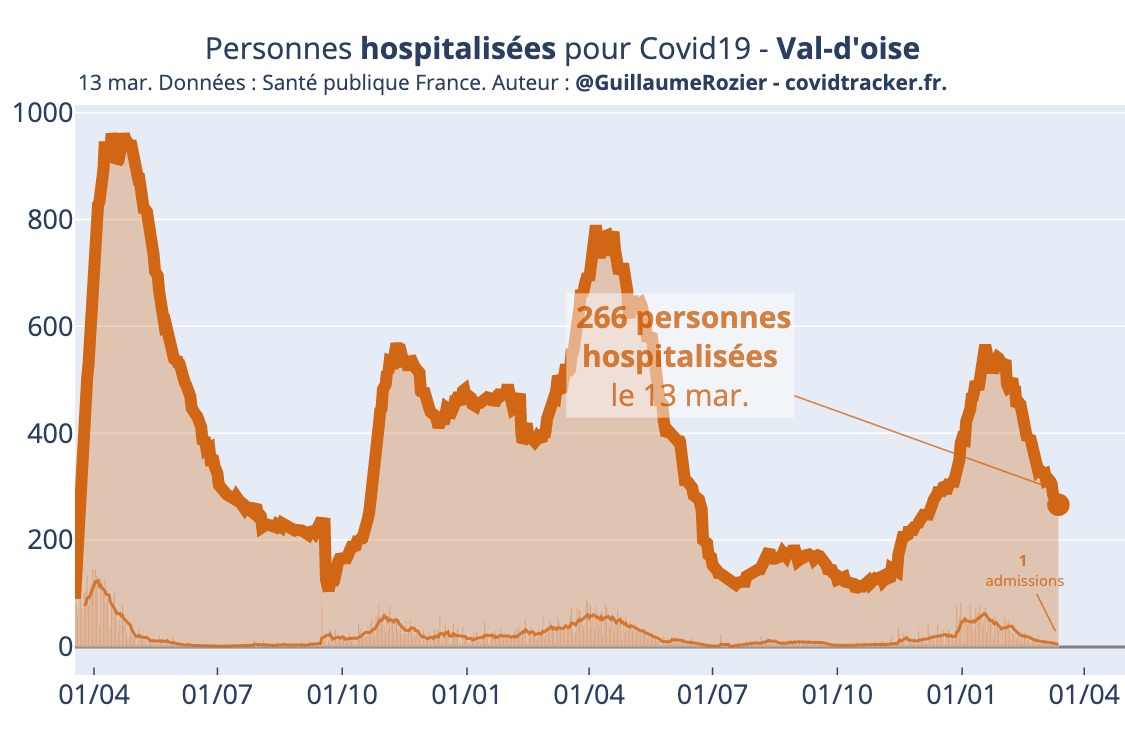 Personnes hospitalisées pour Covid19 - Val-d'oise
13 mar. Données : Santé publique France. Auteur : @GuillaumeRozier - covidtracker.fr.
1000
800
600
400
200
0
266 personnes
hospitalisées
le 13 mar.
1
admissions
01/04 01/07 01/10 01/01 01/04 01/07 01/10 01/01 01/04